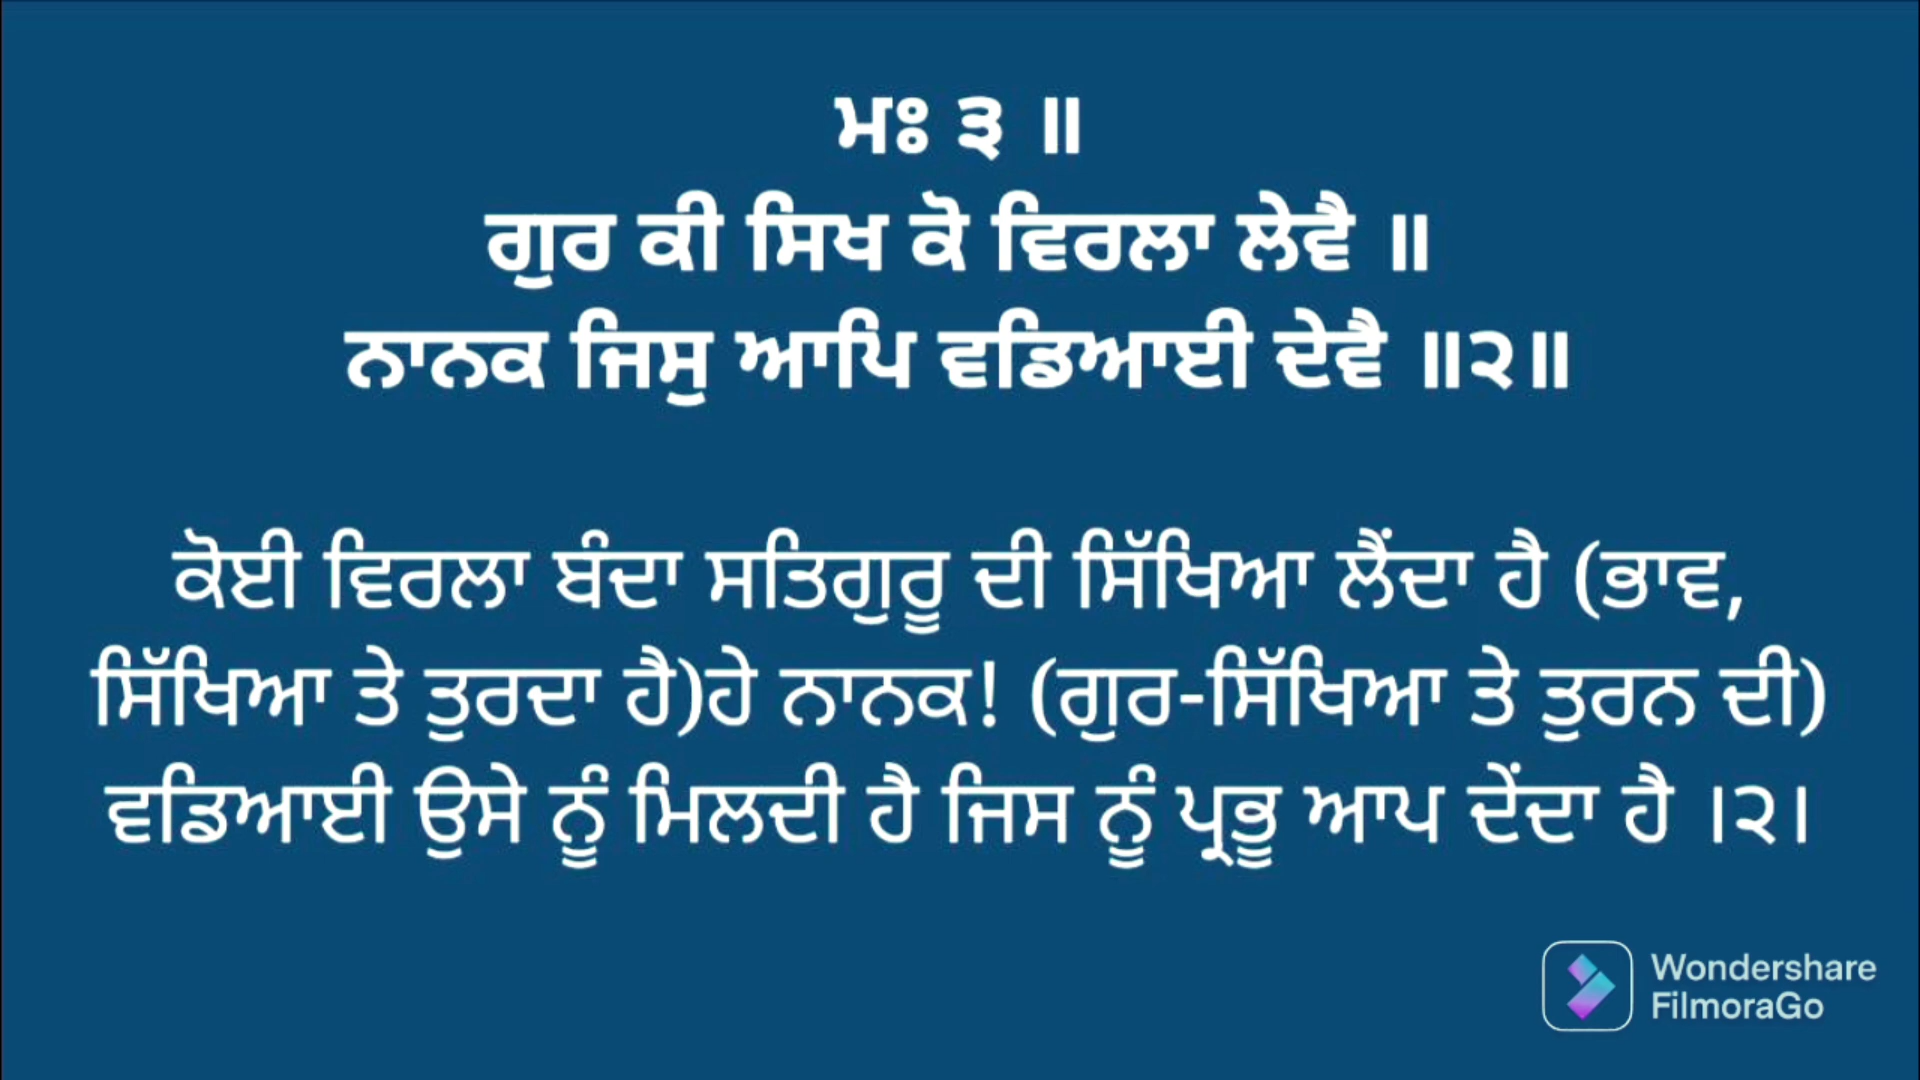 ਮਃ ੩ ॥
ਗੁਰ ਕੀ ਸਿਖ ਕੋ ਵਿਰਲਾ ਲੇਵੈ ॥
ਨਾਨਕ ਜਿਸੁ ਆਪਿ ਵਡਿਆਈ ਦੇਵੈ ॥੨॥
ਕੋਈ ਵਿਰਲਾ ਬੰਦਾ ਸਤਿਗੁਰੂ ਦੀ ਸਿੱਖਿਆ ਲੈਂਦਾ ਹੈ (ਭਾਵ,
ਸਿੱਖਿਆ ਤੇ ਤੁਰਦਾ ਹੈ)ਹੇ ਨਾਨਕ! (ਗੁਰ-ਸਿੱਖਿਆ ਤੇ ਤੁਰਨ ਦੀ)
ਵਡਿਆਈ ਉਸੇ ਨੂੰ ਮਿਲਦੀ ਹੈ ਜਿਸ ਨੂੰ ਪ੍ਰਭੂ ਆਪ ਦੇਂਦਾ ਹੈ ।੨।
Wondershare
FilmoraGo